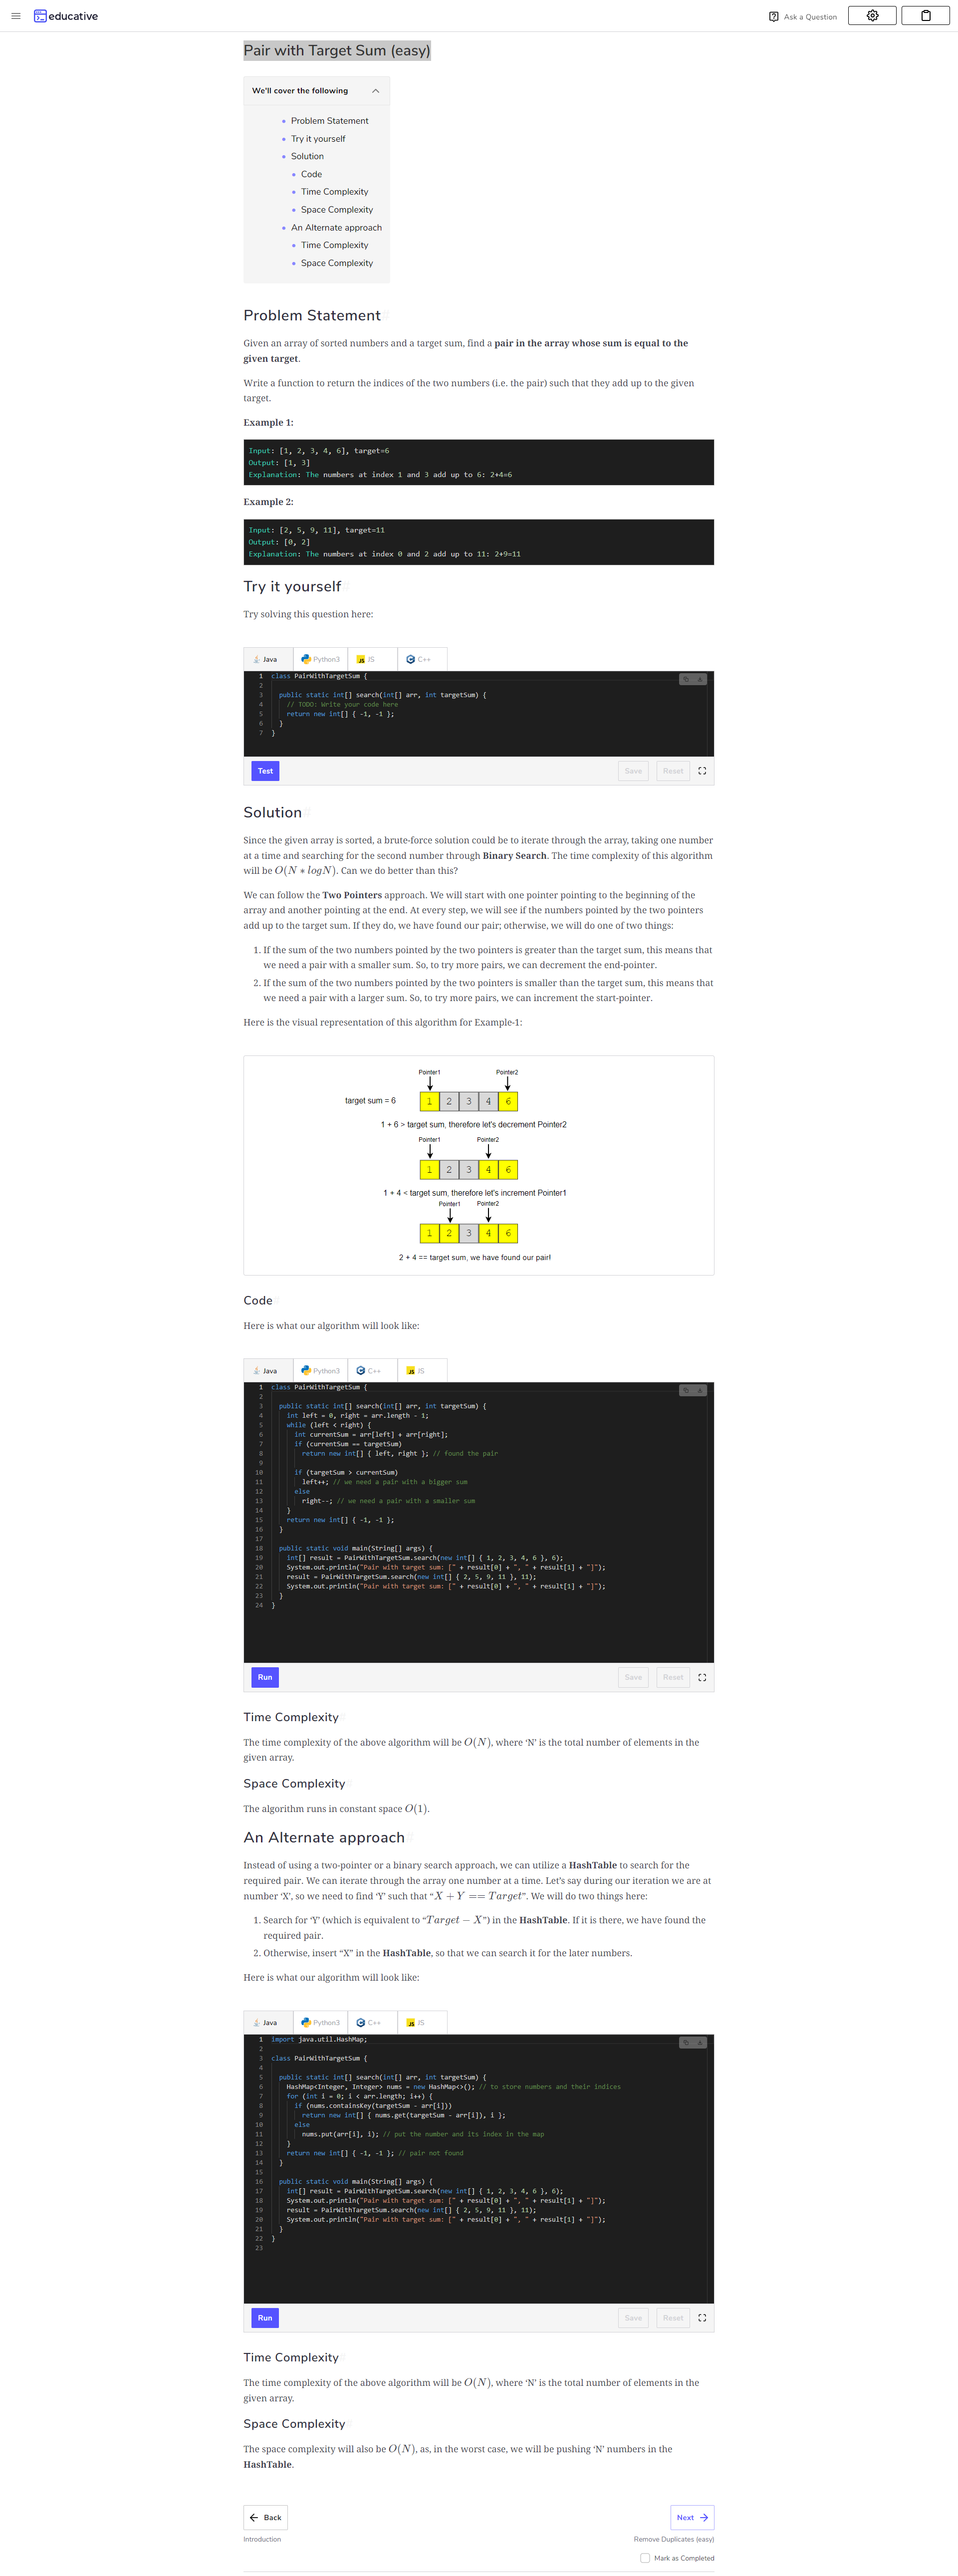 educative
Ask a Question
Pair with Target Sum (easy)
We'll cover the following
Problem Statement
Try it yourself
Solution
Code
Time Complexity
Space Complexity
An Alternate approach
Time Complexity
Space Complexity
Problem Statement
Given an array of sorted numbers and a target sum, find a pair in the array whose sum is equal to the
given target.
Write a function to return the indices of the two numbers (i.e. the pair) such that they add up to the given
target.
Example 1:
Input: [1, 2, 3, 4, 6], target=6
Output: [1, 3]
Explanation: The numbers at index 1 and 3 add up to 6: 2+4=6
Example 2:
Input: [2, 5, 9, 11], target=11
Output: [0, 2]
Explanation: The numbers at index 0 and 2 add up to 11: 2+9=11
Try it yourself
Try solving this question here:
Java Python3 JS C++
1 class PairWithTargetSum {
2
3 public static int[] search(int[] arr, int targetSum) {
4 // TODO: Write your code here
5 return new int[] { -1, -1 };
6 }
7 }
Test Save Reset
Solution
Since the given array is sorted, a brute-force solution could be to iterate through the array, taking one number
at a time and searching for the second number through Binary Search. The time complexity of this algorithm
will be O(N ∗ logN). Can we do better than this?
We can follow the Two Pointers approach. We will start with one pointer pointing to the beginning of the
array and another pointing at the end. At every step, we will see if the numbers pointed by the two pointers
add up to the target sum. If they do, we have found our pair; otherwise, we will do one of two things:
1. If the sum of the two numbers pointed by the two pointers is greater than the target sum, this means that
we need a pair with a smaller sum. So, to try more pairs, we can decrement the end-pointer.
2. If the sum of the two numbers pointed by the two pointers is smaller than the target sum, this means that
we need a pair with a larger sum. So, to try more pairs, we can increment the start-pointer.
Here is the visual representation of this algorithm for Example-1:
Pointer1 Pointer2
target sum = 6 1 2 3 4 6
1 + 6 > target sum, therefore let's decrement Pointer2
Pointer1 Pointer2
1 2 3 4 6
1 + 4 < target sum, therefore let's increment Pointer1
Pointer1 Pointer2
1 2 3 4 6
2 + 4 == target sum, we have found our pair!
Code
Here is what our algorithm will look like:
Java Python3 C++ JS
1 class PairWithTargetSum {
2
3 public static int[] search(int[] arr, int targetSum) {
4 int left = 0, right = arr.length - 1;
5 while (left < right) {
6 int currentSum = arr[left] + arr[right];
7 if (currentSum == targetSum)
8 return new int[] { left, right }; // found the pair
9
10 if (targetSum > currentSum)
11 left++; // we need a pair with a bigger sum
12 else
13 right--; // we need a pair with a smaller sum
14 }
15 return new int[] { -1, -1 };
16 }
17
18 public static void main(String[] args) {
19 int[] result = PairWithTargetSum.search(new int[] { 1, 2, 3, 4, 6 }, 6);
20 System.out.println("Pair with target sum: [" + result[0] + ", " + result[1] + "]");
21 result = PairWithTargetSum.search(new int[] { 2, 5, 9, 11 }, 11);
22 System.out.println("Pair with target sum: [" + result[0] + ", " + result[1] + "]");
23 }
24 }
Run Save Reset
Time Complexity
The time complexity of the above algorithm will be O(N), where ‘N’ is the total number of elements in the
given array.
Space Complexity
The algorithm runs in constant space O(1).
An Alternate approach
Instead of using a two-pointer or a binary search approach, we can utilize a HashTable to search for the
required pair. We can iterate through the array one number at a time. Let’s say during our iteration we are at
number ‘X’, so we need to find ‘Y’ such that “X + Y == Target”. We will do two things here:
1. Search for ‘Y’ (which is equivalent to “Target − X”) in the HashTable. If it is there, we have found the
required pair.
2. Otherwise, insert “X” in the HashTable, so that we can search it for the later numbers.
Here is what our algorithm will look like:
Java Python3 C++ JS
1 import java.util.HashMap;
2
3 class PairWithTargetSum {
4
5 public static int[] search(int[] arr, int targetSum) {
6 HashMap<Integer, Integer> nums = new HashMap<>(); // to store numbers and their indices
7 for (int i = 0; i < arr.length; i++) {
8 if (nums.containsKey(targetSum - arr[i]))
9 return new int[] { nums.get(targetSum - arr[i]), i };
10 else
11 nums.put(arr[i], i); // put the number and its index in the map
12 }
13 return new int[] { -1, -1 }; // pair not found
14 }
15
16 public static void main(String[] args) {
17 int[] result = PairWithTargetSum.search(new int[] { 1, 2, 3, 4, 6 }, 6);
18 System.out.println("Pair with target sum: [" + result[0] + ", " + result[1] + "]");
19 result = PairWithTargetSum.search(new int[] { 2, 5, 9, 11 }, 11);
20 System.out.println("Pair with target sum: [" + result[0] + ", " + result[1] + "]");
21 }
22 }
23
Run Save Reset
Time Complexity
The time complexity of the above algorithm will be O(N), where ‘N’ is the total number of elements in the
given array.
Space Complexity
The space complexity will also be O(N), as, in the worst case, we will be pushing ‘N’ numbers in the
HashTable.
Back Next
Introduction Remove Duplicates (easy)
Mark as Completed